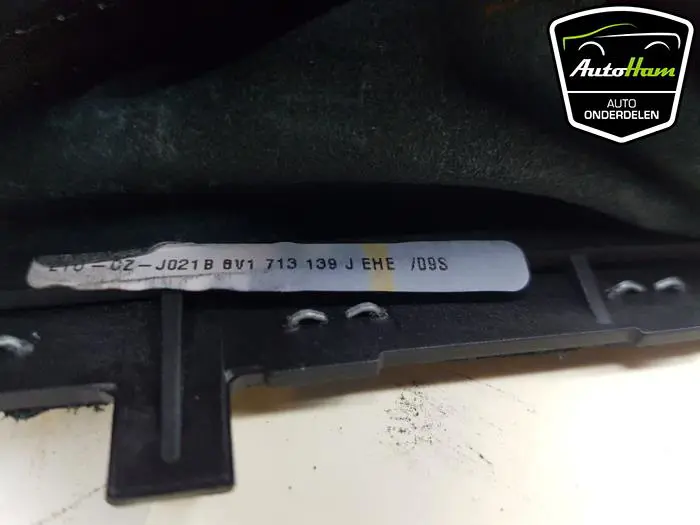 AutoHam
AUTO
ONDERDELEN
-CZ-J021B 8V1 713 139 J EHE /09S